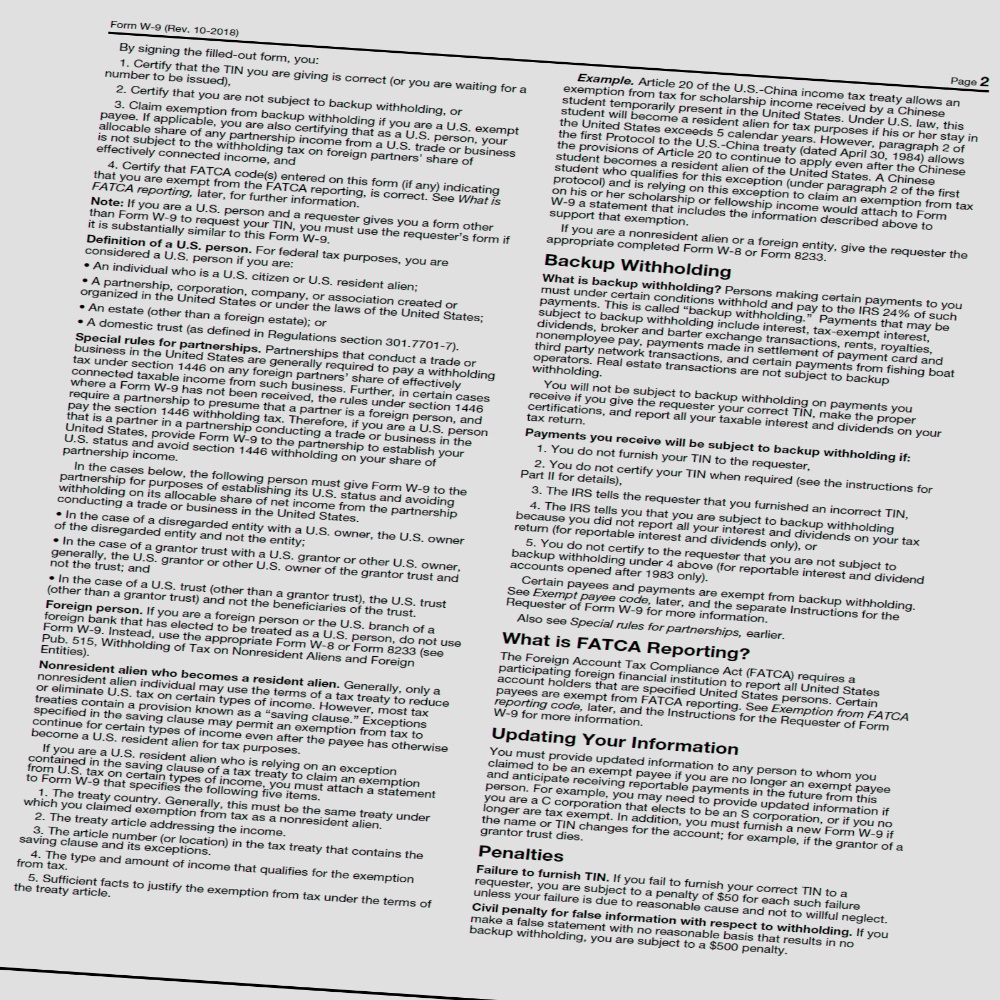 Form W-9 (Rev. 10-2018)
Page 2
By signing the filled-out form, you:
1. Certify that the TIN you are giving is correct (or you are waiting for a
number to be issued),
2. Certify that you are not subject to backup withholding, or
3. Claim exemption from backup withholding if you are a U.S. exempt
payee. If applicable, you are also certifying that as a U.S. person, your
allocable share of any partnership income from a U.S. trade or business
is not subject to the withholding tax on foreign partners' share of
effectively connected income, and
4. Certify that FATCA code(s) entered on this form (if any) indicating
that you are exempt from the FATCA reporting, is correct. See What is
FATCA reporting, later, for further information.
Note: If you are a U.S. person and a requester gives you a form other
than Form W-9 to request your TIN, you must use the requester's form if
it is substantially similar to this Form W-9.
Definition of a U.S. person. For federal tax purposes, you are
considered a U.S. person if you are:
• An individual who is a U.S. citizen or U.S. resident alien;
• A partnership, corporation, company, or association created or
organized in the United States or under the laws of the United States;
• An estate (other than a foreign estate); or
• A domestic trust (as defined in Regulations section 301.7701-7).
Special rules for partnerships. Partnerships that conduct a trade or
business in the United States are generally required to pay a withholding
tax under section 1446 on any foreign partners' share of effectively
connected taxable income from such business. Further, in certain cases
where a Form W-9 has not been received, the rules under section 1446
require a partnership to presume that a partner is a foreign person, and
pay the section 1446 withholding tax. Therefore, if you are a U.S. person
that is a partner in a partnership conducting a trade or business in the
United States, provide Form W-9 to the partnership to establish your
U.S. status and avoid section 1446 withholding on your share of
partnership income.
In the cases below, the following person must give Form W-9 to the
partnership for purposes of establishing its U.S. status and avoiding
withholding on its allocable share of net income from the partnership
conducting a trade or business in the United States.
• In the case of a disregarded entity with a U.S. owner, the U.S. owner
of the disregarded entity and not the entity;
• In the case of a grantor trust with a U.S. grantor or other U.S. owner,
generally, the U.S. grantor or other U.S. owner of the grantor trust and
not the trust; and
• In the case of a U.S. trust (other than a grantor trust), the U.S. trust
(other than a grantor trust) and not the beneficiaries of the trust.
Foreign person. If you are a foreign person or the U.S. branch of a
foreign bank that has elected to be treated as a U.S. person, do not use
Form W-9. Instead, use the appropriate Form W-8 or Form 8233 (see
Pub. 515, Withholding of Tax on Nonresident Aliens and Foreign
Entities).
Nonresident alien who becomes a resident alien. Generally, only a
nonresident alien individual may use the terms of a tax treaty to reduce
or eliminate U.S. tax on certain types of income. However, most tax
treaties contain a provision known as a “saving clause.” Exceptions
specified in the saving clause may permit an exemption from tax to
continue for certain types of income even after the payee has otherwise
become a U.S. resident alien for tax purposes.
If you are a U.S. resident alien who is relying on an exception
contained in the saving clause of a tax treaty to claim an exemption
from U.S. tax on certain types of income, you must attach a statement
to Form W-9 that specifies the following five items.
1. The treaty country. Generally, this must be the same treaty under
which you claimed exemption from tax as a nonresident alien.
2. The treaty article addressing the income.
3. The article number (or location) in the tax treaty that contains the
saving clause and its exceptions.
4. The type and amount of income that qualifies for the exemption
from tax.
5. Sufficient facts to justify the exemption from tax under the terms of
the treaty article.
Example. Article 20 of the U.S.-China income tax treaty allows an
exemption from tax for scholarship income received by a Chinese
student temporarily present in the United States. Under U.S. law, this
student will become a resident alien for tax purposes if his or her stay in
the United States exceeds 5 calendar years. However, paragraph 2 of
the first Protocol to the U.S.-China treaty (dated April 30, 1984) allows
the provisions of Article 20 to continue to apply even after the Chinese
student becomes a resident alien of the United States. A Chinese
student who qualifies for this exception (under paragraph 2 of the first
protocol) and is relying on this exception to claim an exemption from tax
on his or her scholarship or fellowship income would attach to Form
W-9 a statement that includes the information described above to
support that exemption.
If you are a nonresident alien or a foreign entity, give the requester the
appropriate completed Form W-8 or Form 8233.
Backup Withholding
What is backup withholding? Persons making certain payments to you
must under certain conditions withhold and pay to the IRS 24% of such
payments. This is called “backup withholding.” Payments that may be
subject to backup withholding include interest, tax-exempt interest,
dividends, broker and barter exchange transactions, rents, royalties,
nonemployee pay, payments made in settlement of payment card and
third party network transactions, and certain payments from fishing boat
operators. Real estate transactions are not subject to backup
withholding.
You will not be subject to backup withholding on payments you
receive if you give the requester your correct TIN, make the proper
certifications, and report all your taxable interest and dividends on your
tax return.
Payments you receive will be subject to backup withholding if:
1. You do not furnish your TIN to the requester,
2. You do not certify your TIN when required (see the instructions for
Part II for details),
3. The IRS tells the requester that you furnished an incorrect TIN,
4. The IRS tells you that you are subject to backup withholding
because you did not report all your interest and dividends on your tax
return (for reportable interest and dividends only), or
5. You do not certify to the requester that you are not subject to
backup withholding under 4 above (for reportable interest and dividend
accounts opened after 1983 only).
Certain payees and payments are exempt from backup withholding.
See Exempt payee code, later, and the separate Instructions for the
Requester of Form W-9 for more information.
Also see Special rules for partnerships, earlier.
What is FATCA Reporting?
The Foreign Account Tax Compliance Act (FATCA) requires a
participating foreign financial institution to report all United States
account holders that are specified United States persons. Certain
payees are exempt from FATCA reporting. See Exemption from FATCA
reporting code, later, and the Instructions for the Requester of Form
W-9 for more information.
Updating Your Information
You must provide updated information to any person to whom you
claimed to be an exempt payee if you are no longer an exempt payee
and anticipate receiving reportable payments in the future from this
person. For example, you may need to provide updated information if
you are a C corporation that elects to be an S corporation, or if you no
longer are tax exempt. In addition, you must furnish a new Form W-9 if
the name or TIN changes for the account; for example, if the grantor of a
grantor trust dies.
Penalties
Failure to furnish TIN. If you fail to furnish your correct TIN to a
requester, you are subject to a penalty of $50 for each such failure
unless your failure is due to reasonable cause and not to willful neglect.
Civil penalty for false information with respect to withholding. If you
make a false statement with no reasonable basis that results in no
backup withholding, you are subject to a $500 penalty.